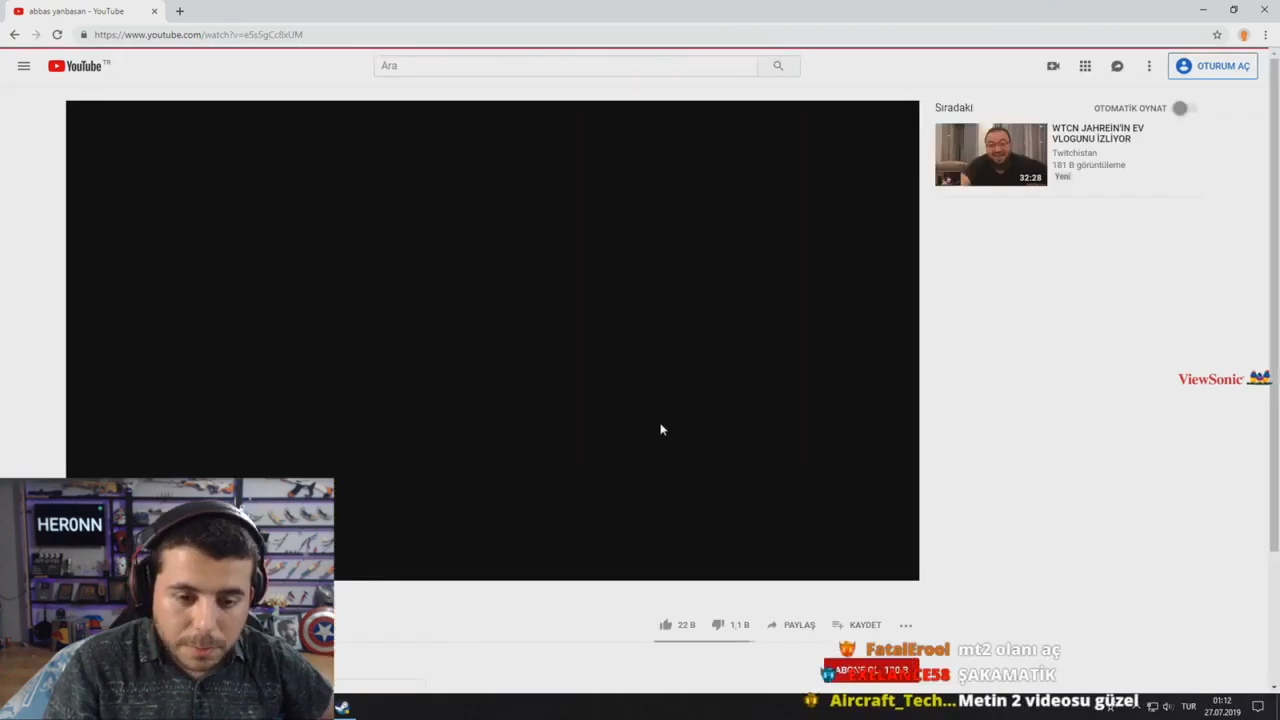 abbas yanbasan - YouTube
https://www.youtube.com/watch?v=e5s5gCc8xUM
YouTube TR
Ara
OTURUM AÇ
Sıradaki
OTOMATİK OYNAT
WTCN JAHREİN'İN EV
VLOGUNU İZLİYOR
Twitchistan
181 B görüntüleme
Yeni
32:28
ViewSonic
HERONN
22 B
1,1 B
PAYLAŞ
KAYDET
FatalErool mt2 olanı aç
ŞAKAMATİK
Aircraft_Tech... Metin 2 videosu güzel
TUR
01:12
27.07.2019